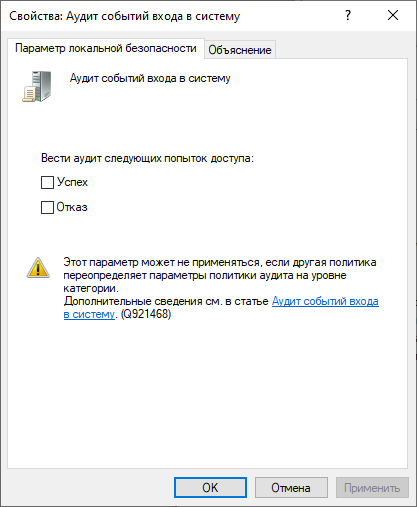 Свойства: Аудит событий входа в систему
Параметр локальной безопасности
Объяснение
Аудит событий входа в систему
Вести аудит следующих попыток доступа:
Успех
Отказ
Этот параметр может не применяться, если другая политика
переопределяет параметры политики аудита на уровне
категории.
Дополнительные сведения см. в статье Аудит событий входа
в систему. (Q921468)
OK
Отмена
Применить